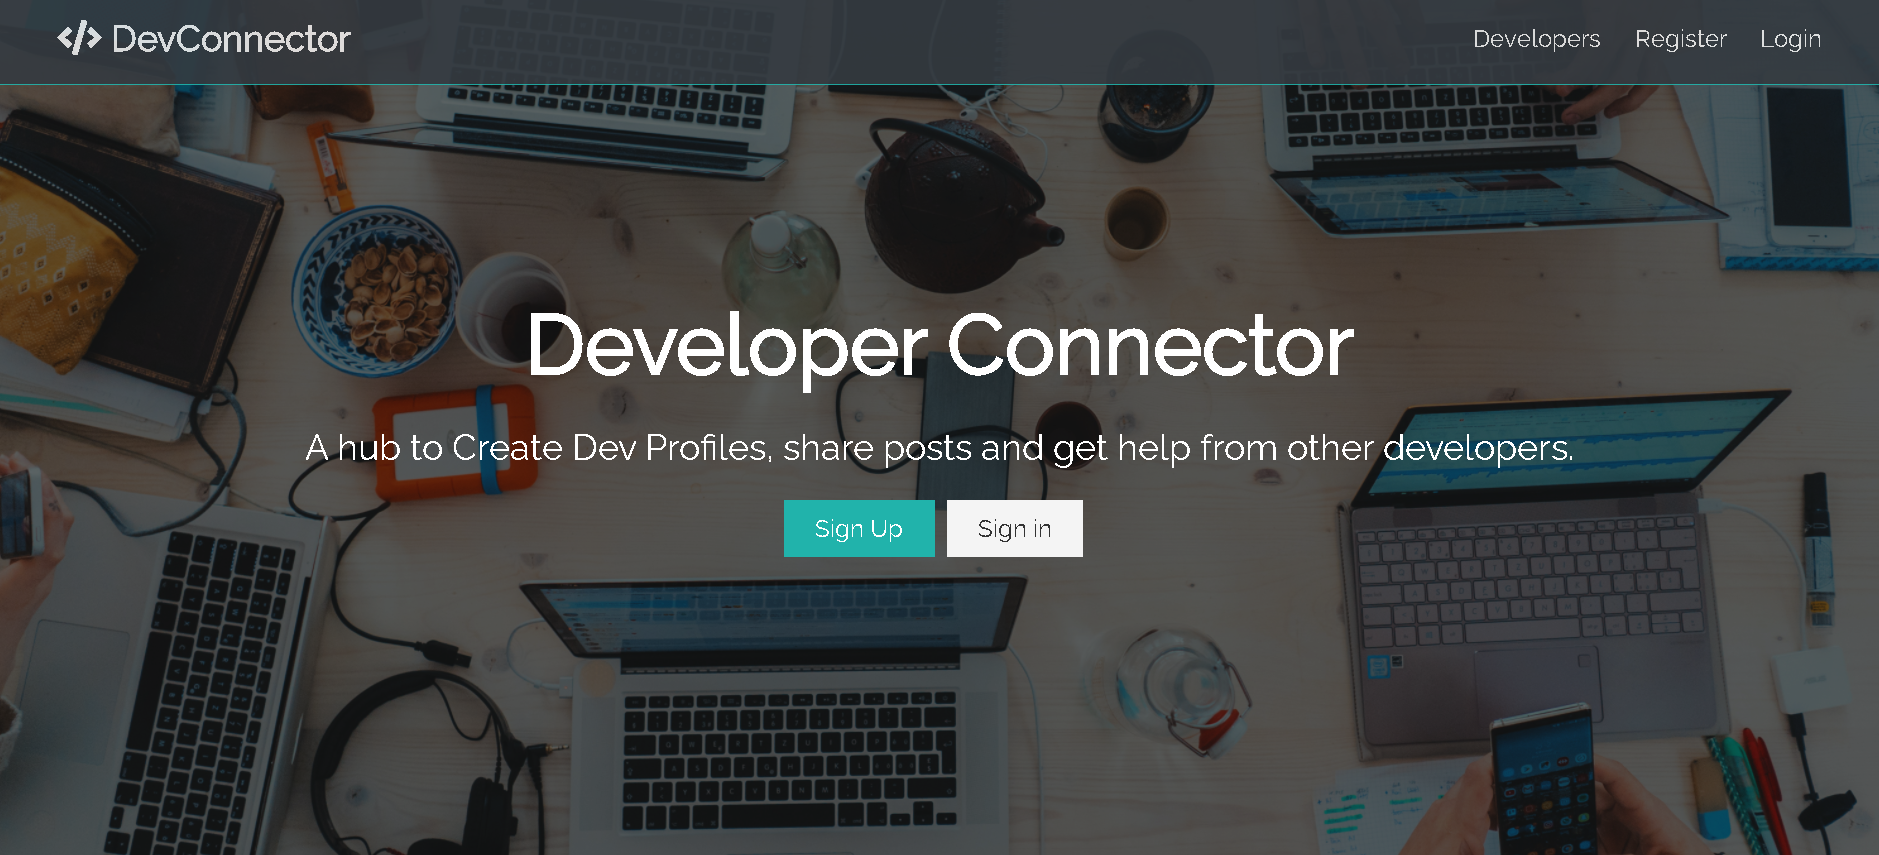 DevConnector
Developers Register Login
Developer Connector
A hub to Create Dev Profiles, share posts and get help from other developers.
Sign Up Sign in